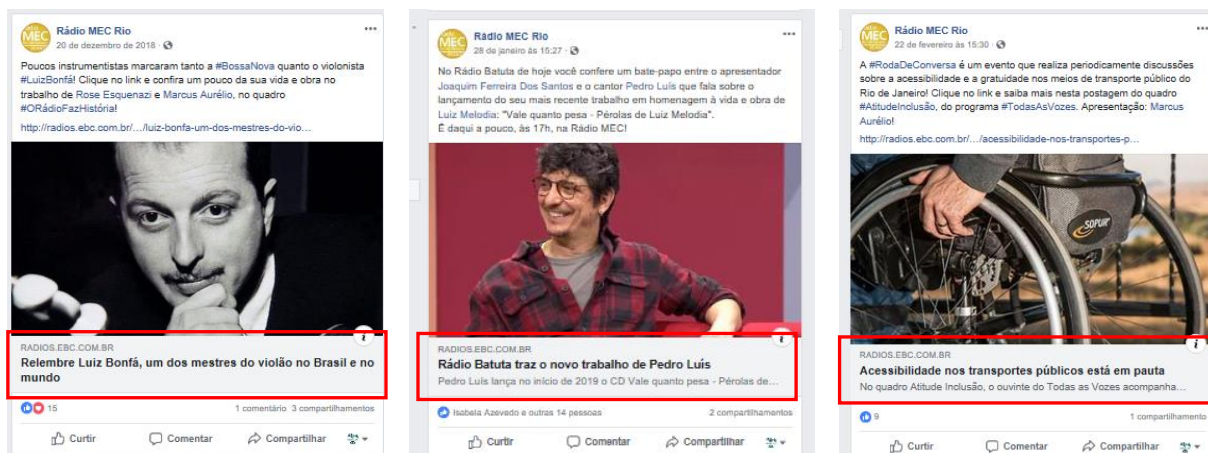 Rádio MEC Rio
20 de dezembro de 2018 ·
Poucos instrumentistas marcaram tanto a #BossaNova quanto o violonista
#LuizBonfá! Clique no link e confira um pouco da sua vida e obra no
trabalho de Rose Esquenazi e Marcus Aurélio, no quadro
#ORádioFazHistória!
http://radios.ebc.com.br/.../luiz-bonfa-um-dos-mestres-do-vio...
RADIOS.EBC.COM.BR
Relembre Luiz Bonfá, um dos mestres do violão no Brasil e no
mundo
15
1 comentário 3 compartilhamentos
Curtir Comentar Compartilhar
MEC
Rádio MEC Rio
28 de janeiro às 15:27 ·
No Rádio Batuta de hoje você confere um bate-papo entre o apresentador
Joaquim Ferreira Dos Santos e o cantor Pedro Luís que fala sobre o
lançamento do seu mais recente trabalho em homenagem à vida e obra de
Luiz Melodia: "Vale quanto pesa - Pérolas de Luiz Melodia".
É daqui a pouco, às 17h, na Rádio MEC!
RADIOS.EBC.COM.BR
Rádio Batuta traz o novo trabalho de Pedro Luís
Pedro Luís lança no início de 2019 o CD Vale quanto pesa - Pérolas de...
Isabela Azevedo e outras 14 pessoas
2 compartilhamentos
Curtir Comentar Compartilhar
MEC
Rádio MEC Rio
22 de fevereiro às 15:30 ·
A #RodaDeConversa é um evento que realiza periodicamente discussões
sobre a acessibilidade e a gratuidade nos meios de transporte público do
Rio de Janeiro! Clique no link e saiba mais nesta postagem do quadro
#AtitudeInclusão, do programa #TodasAsVozes. Apresentação: Marcus
Aurélio!
http://radios.ebc.com.br/.../acessibilidade-nos-transportes-p...
SOPUR
RADIOS.EBC.COM.BR
Acessibilidade nos transportes públicos está em pauta
No quadro Atitude Inclusão, o ouvinte do Todas as Vozes acompanha...
9
1 compartilhamento
Curtir Comentar Compartilhar